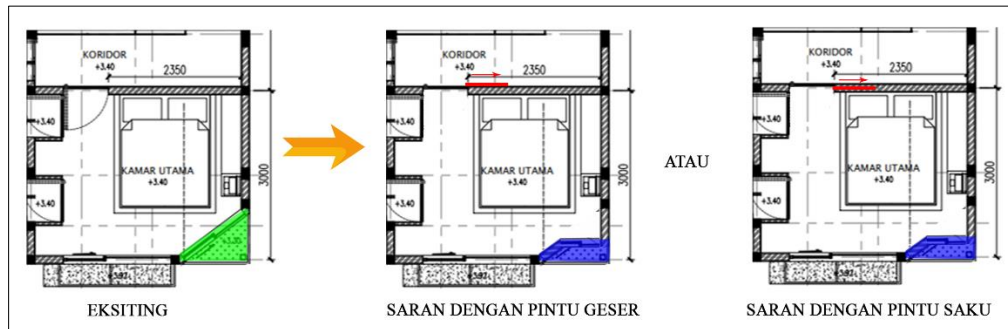 KORIDOR
+3.40
2350
+3.40
KAMAR UTAMA
+3.40
3000
+3.40
EKSITING
KORIDOR
+3.40
2350
+3.40
KAMAR UTAMA
+3.40
3000
+3.40
SARAN DENGAN PINTU GESER
ATAU
KORIDOR
+3.40
2350
+3.40
KAMAR UTAMA
+3.40
3000
+3.40
SARAN DENGAN PINTU SAKU